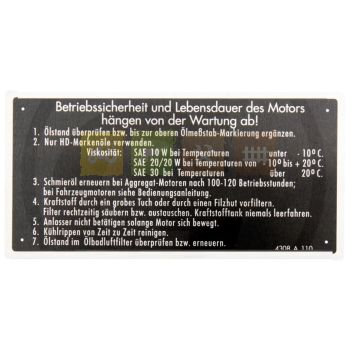 Betriebssicherheit und Lebensdauer des Motors
hängen von der Wartung ab!
1. Ölstand überprüfen bzw. bis zur oberen Ölmeßstab-Markierung ergänzen.
2. Nur HD-Markenöle verwenden.
Viskosität: SAE 10 W bei Temperaturen unter - 10° C.
SAE 20/20 W bei Temperaturen von - 10° bis + 20° C.
SAE 30 bei Temperaturen über 20° C.
3. Schmieröl erneuern bei Aggregat-Motoren nach 100-120 Betriebsstunden;
bei Fahrzeugmotoren
4. Kraftstoff durch ein grobes Tuch oder durch einen Filzhut vorfiltern.
Filter rechtzeitig säubern bzw. austauschen. Kraftstofftank niemals leerfahren.
5. Anlasser nicht betätigen solange Motor sich bewegt.
6. Kühlrippen von Zeit zu Zeit reinigen.
7. Ölstand im Ölbadluftfilter überprüfen bzw. erneuern.
4308 A 110